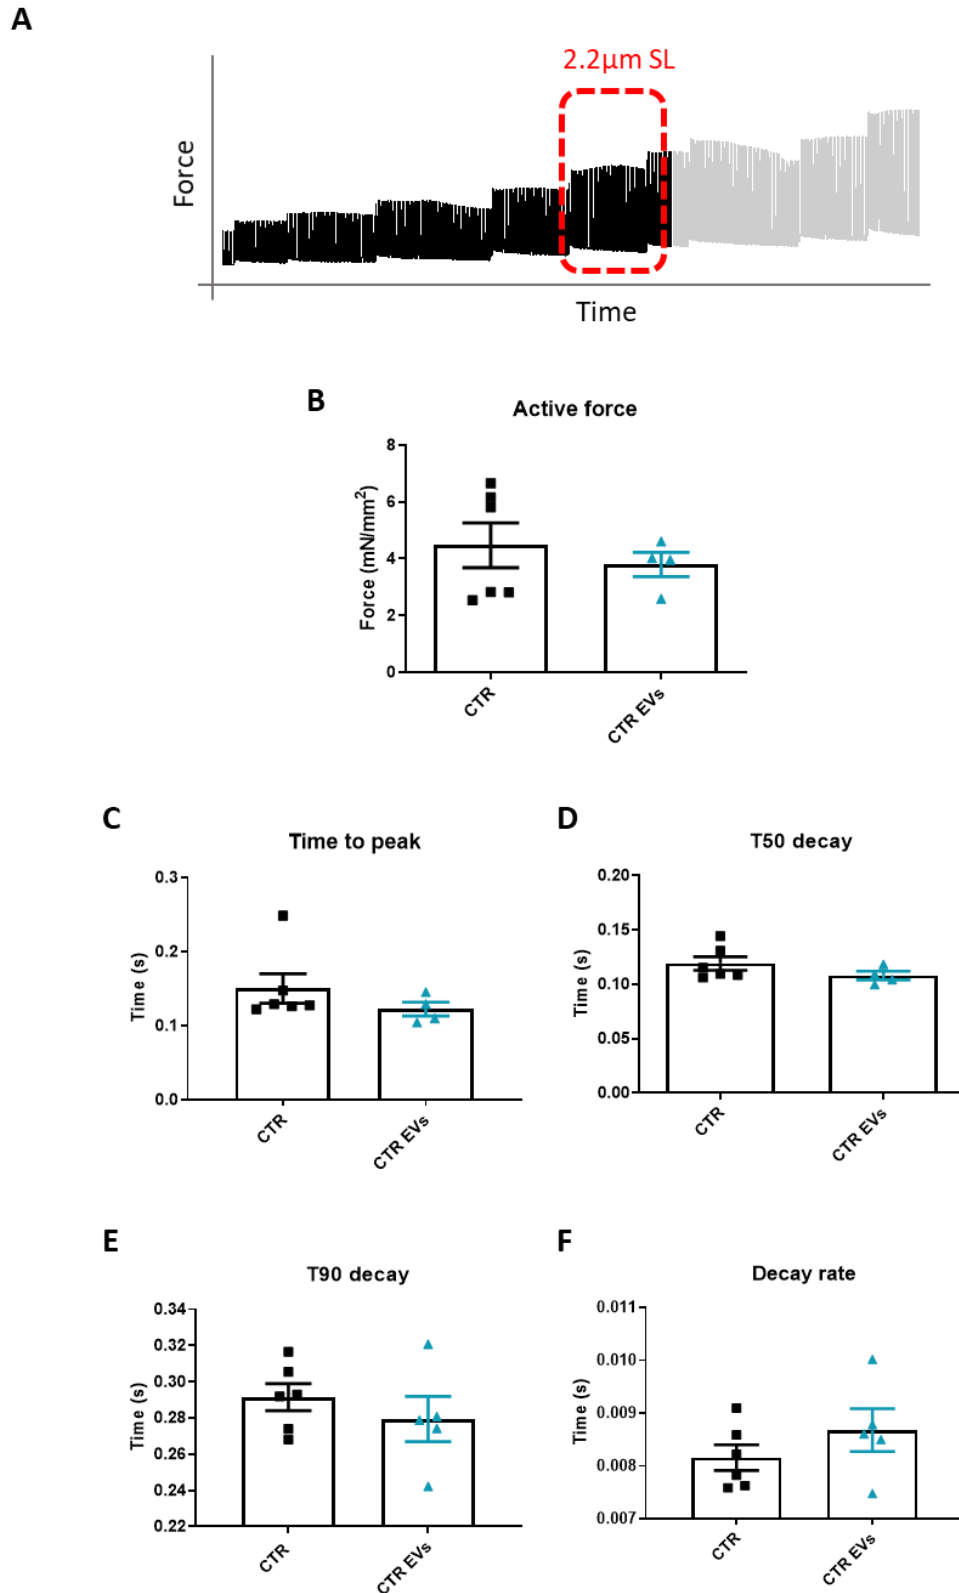 A
2.2µm SL
Force
Time
B
Active force
Force (mN/mm²)
8
6
4
2
0
CTR
CTR EVs
C
Time to peak
Time (s)
0.3
0.2
0.1
0.0
CTR
CTR EVs
D
T50 decay
Time (s)
0.20
0.15
0.10
0.05
0.00
CTR
CTR EVs
E
T90 decay
Time (s)
0.34
0.32
0.30
0.28
0.26
0.24
0.22
CTR
CTR EVs
F
Decay rate
Time (s)
0.011
0.010
0.009
0.008
0.007
CTR
CTR EVs